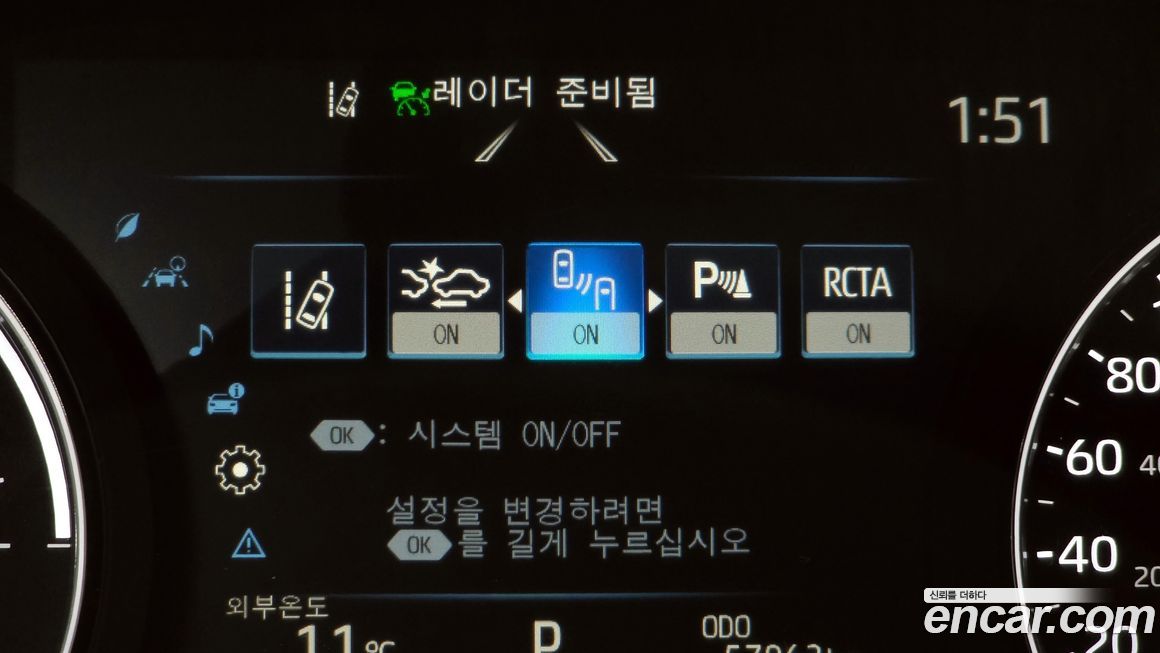 레이더 준비됨
1:51
P
RCTA
ON
ON
ON
ON
OK : 시스템 ON/OFF
설정을 변경하려면
OK 를 길게 누르십시오
외부온도
11℃
P
ODO
80
60
40
20
신뢰를 더하다
encar.com